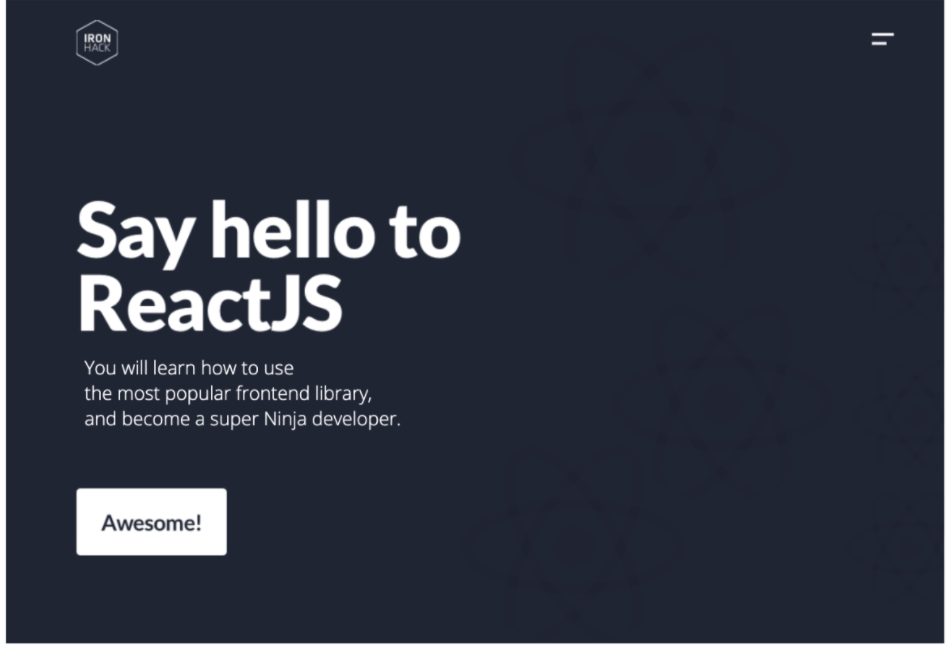 IRON
HACK
Say hello to
ReactJS
You will learn how to use
the most popular frontend library,
and become a super Ninja developer.
Awesome!